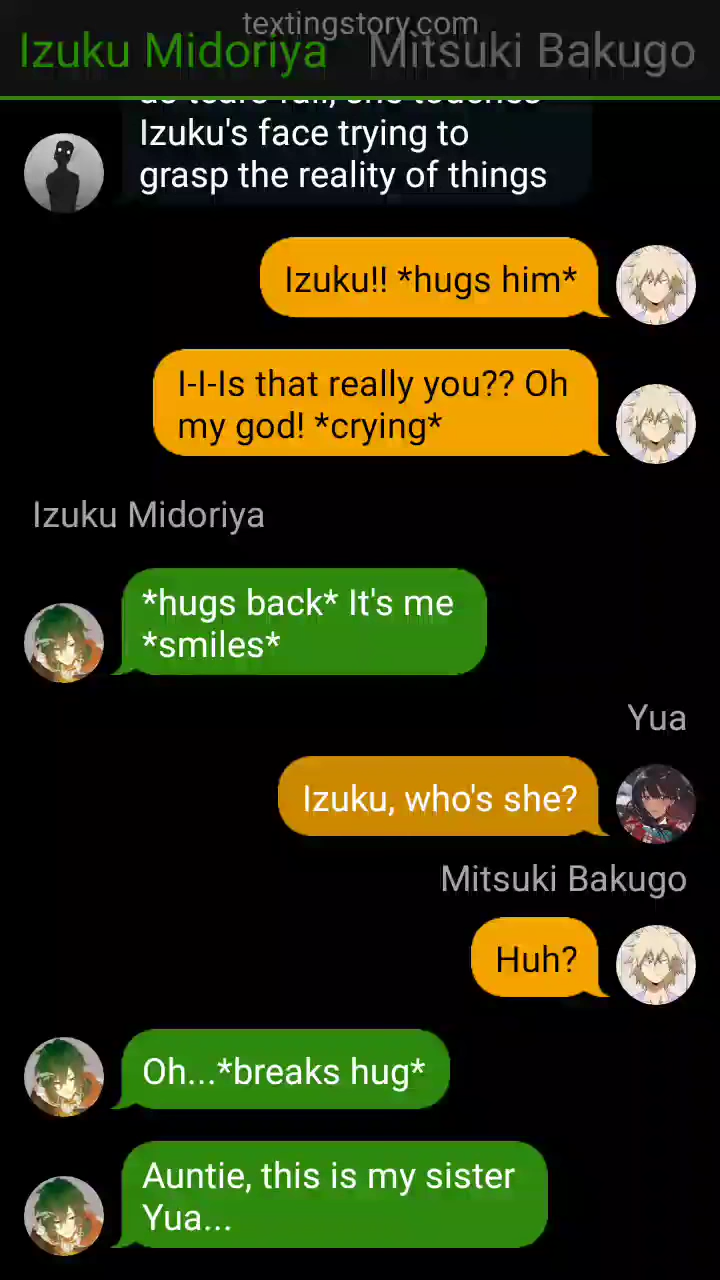 textingstory.com
Izuku Midoriya Mitsuki Bakugo
Izuku's face trying to
grasp the reality of things
Izuku!! *hugs him*
I-I-Is that really you?? Oh
my god! *crying*
Izuku Midoriya
*hugs back* It's me
*smiles*
Yua
Izuku, who's she?
Mitsuki Bakugo
Huh?
Oh...*breaks hug*
Auntie, this is my sister
Yua...